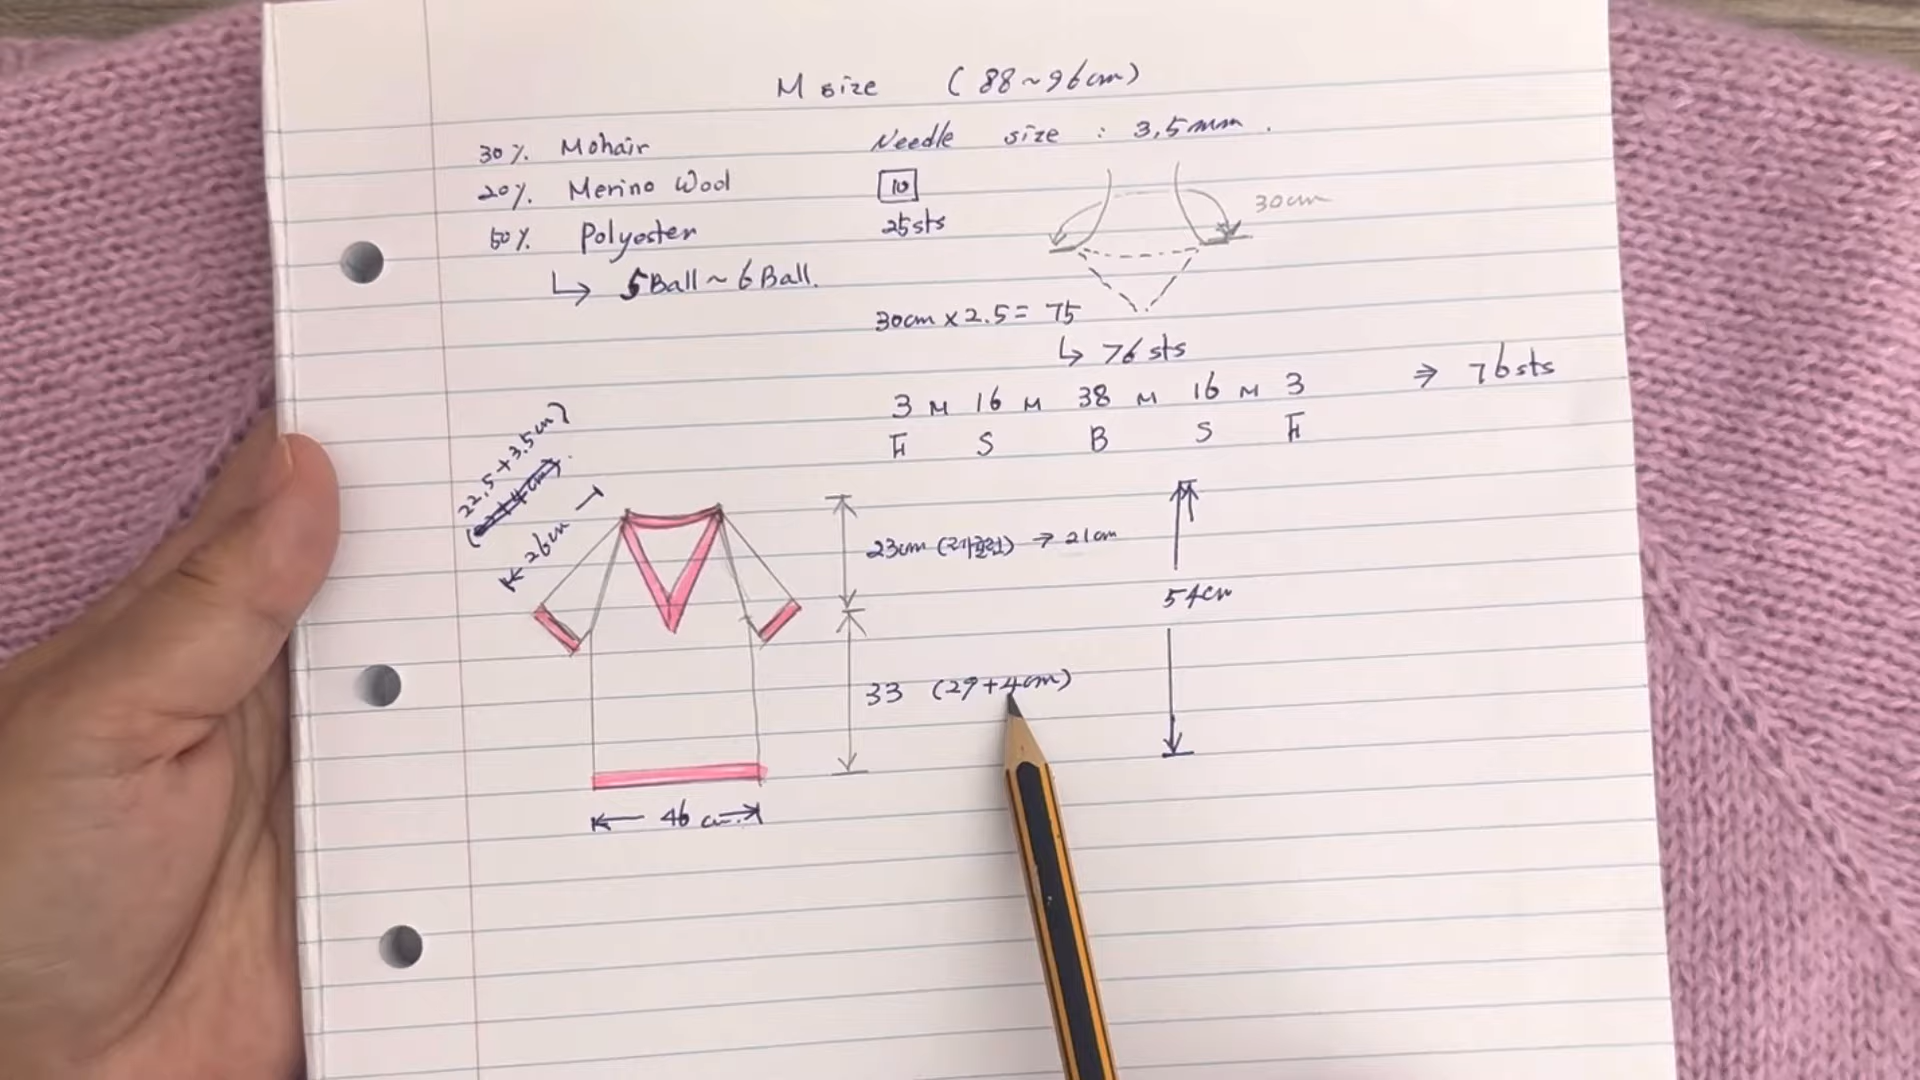 M size (88~96cm)
30% Mohair
Needle size : 3,5mm.
20% Merino Wool
10
30cm
50% Polyester
25sts
↳ 5Ball ~ 6Ball.
30cm x 2.5 = 75
↳ 76 sts
3 M 16 M 38 M 16 M 3 ⇒ 76sts
F S B S F
22.5+3.5cm)
26cm
23cm (래글런) → 21cm
54cm
33 (29+4cm)
46 cm.